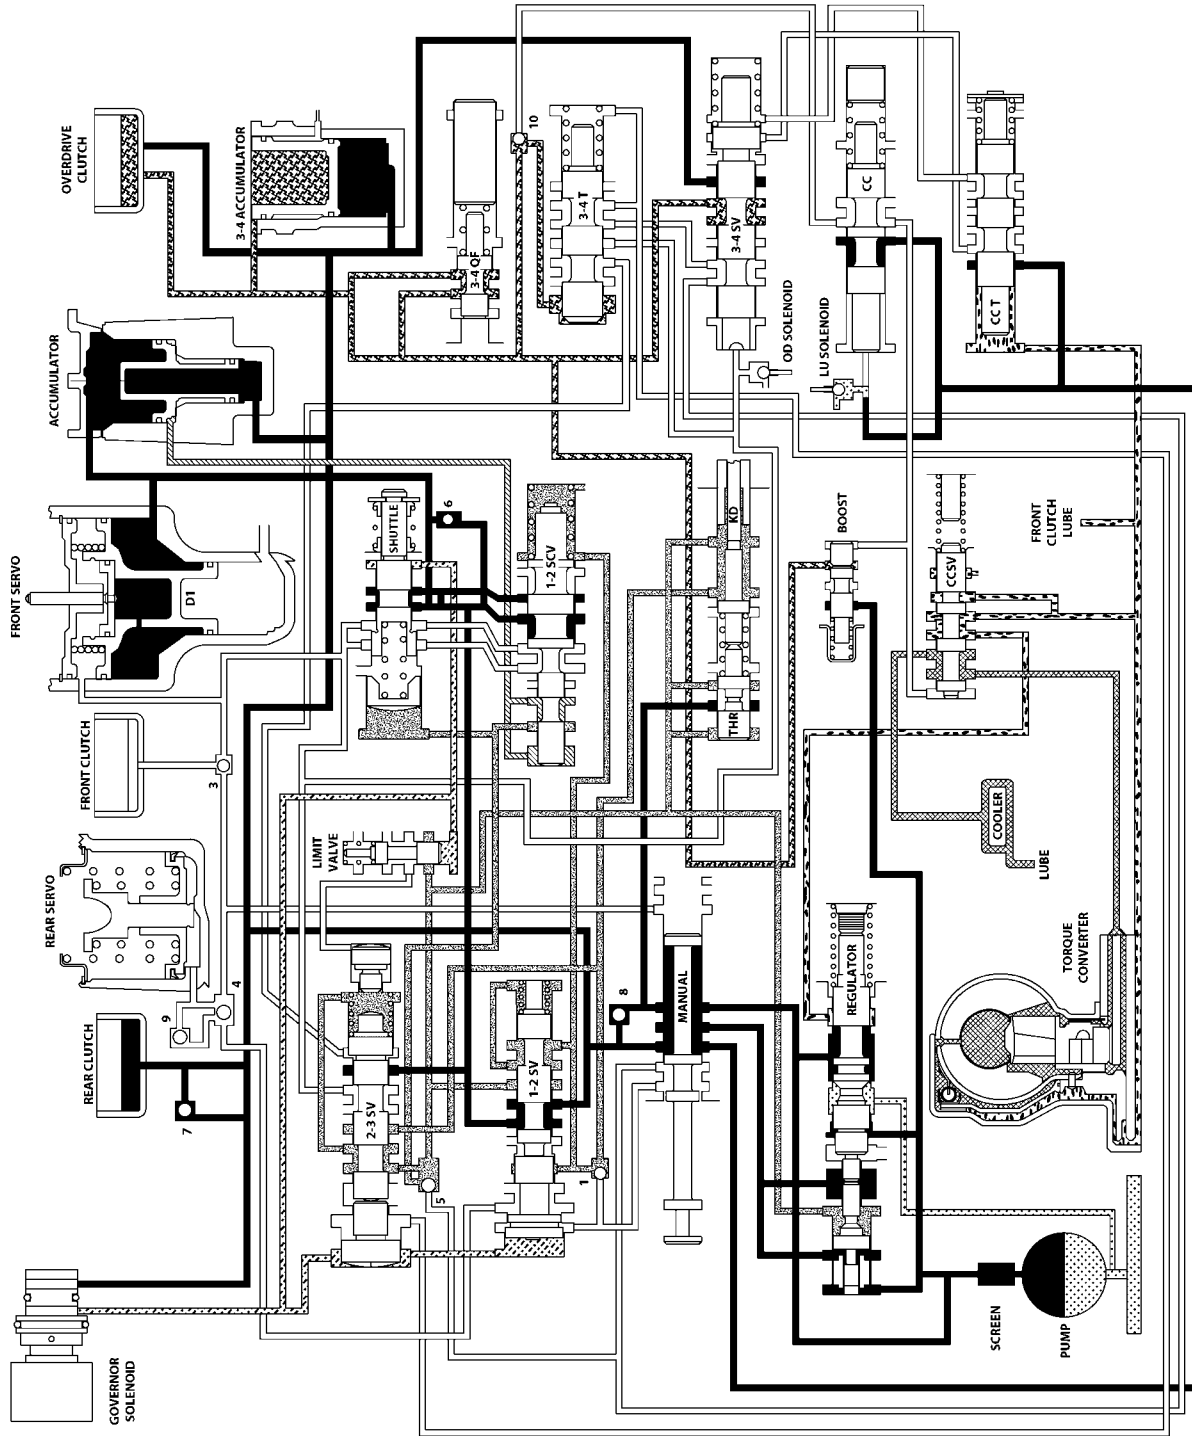 OVERDRIVE
CLUTCH
3-4 ACCUMULATOR
3-4 QF
10
3-4 T
3-4 SV
CC
CC T
OD SOLENOID
LU SOLENOID
ACCUMULATOR
FRONT SERVO
D1
SHUTTLE
6
1-2 SCV
KD
THR
BOOST
CCSV
FRONT
CLUTCH
LUBE
FRONT CLUTCH
3
LIMIT
VALVE
COOLER
LUBE
REAR SERVO
4
9
REAR CLUTCH
7
2-3 SV
5
1-2 SV
1
8
MANUAL
REGULATOR
TORQUE
CONVERTER
GOVERNOR
SOLENOID
SCREEN
PUMP